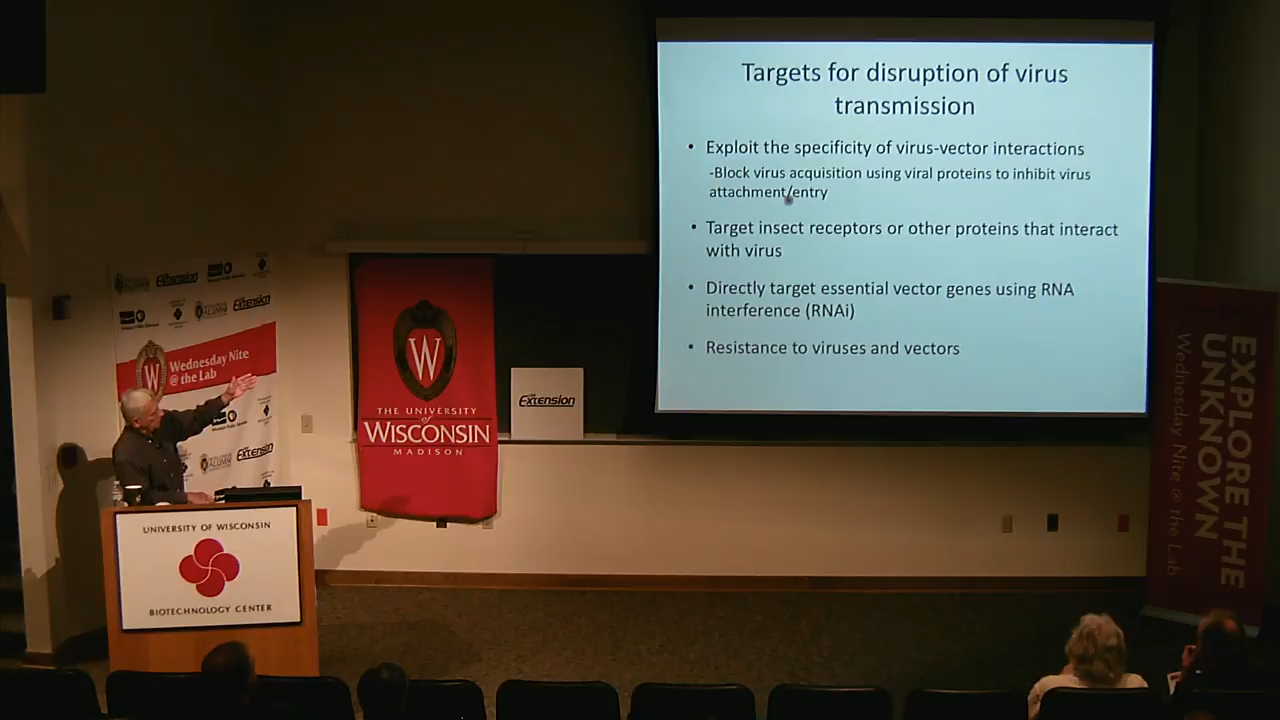 Targets for disruption of virus
transmission
• Exploit the specificity of virus-vector interactions
-Block virus acquisition using viral proteins to inhibit virus
attachment/entry
• Target insect receptors or other proteins that interact
with virus
• Directly target essential vector genes using RNA
interference (RNAi)
• Resistance to viruses and vectors
Extension
Extension
Wednesday Nite
@ the Lab
Extension
W
THE UNIVERSITY
of
WISCONSIN
MADISON
Extension
UNIVERSITY OF WISCONSIN
BIOTECHNOLOGY CENTER
EXPLORE THE
UNKNOWN
Wednesday Nite @ the Lab